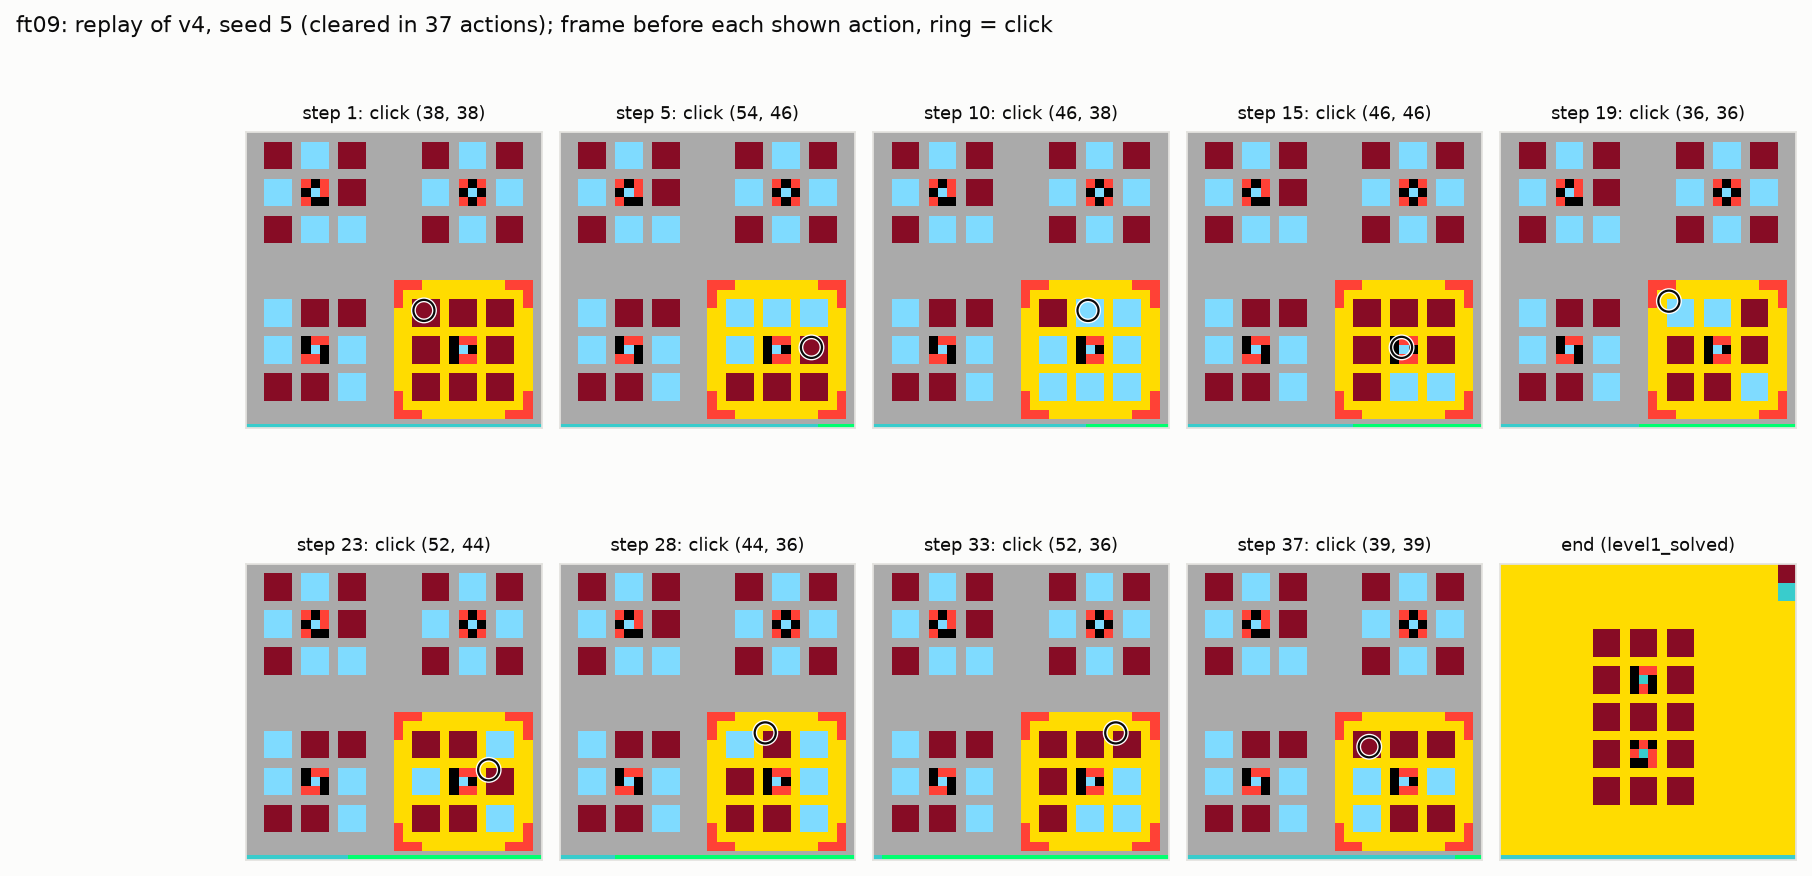 ft09: replay of v4, seed 5 (cleared in 37 actions); frame before each shown action, ring = click
step 1: click (38, 38)
step 5: click (54, 46)
step 10: click (46, 38)
step 15: click (46, 46)
step 19: click (36, 36)
step 23: click (52, 44)
step 28: click (44, 36)
step 33: click (52, 36)
step 37: click (39, 39)
end (level1_solved)